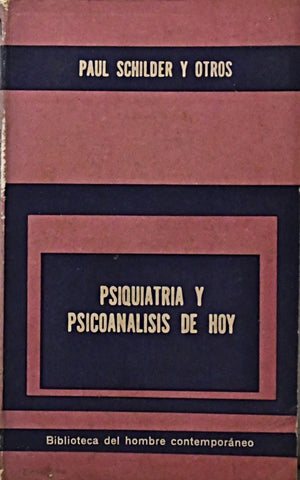 PAUL SCHILDER Y OTROS
PSIQUIATRIA Y
PSICOANALISIS DE HOY
Biblioteca del hombre contemporáneo